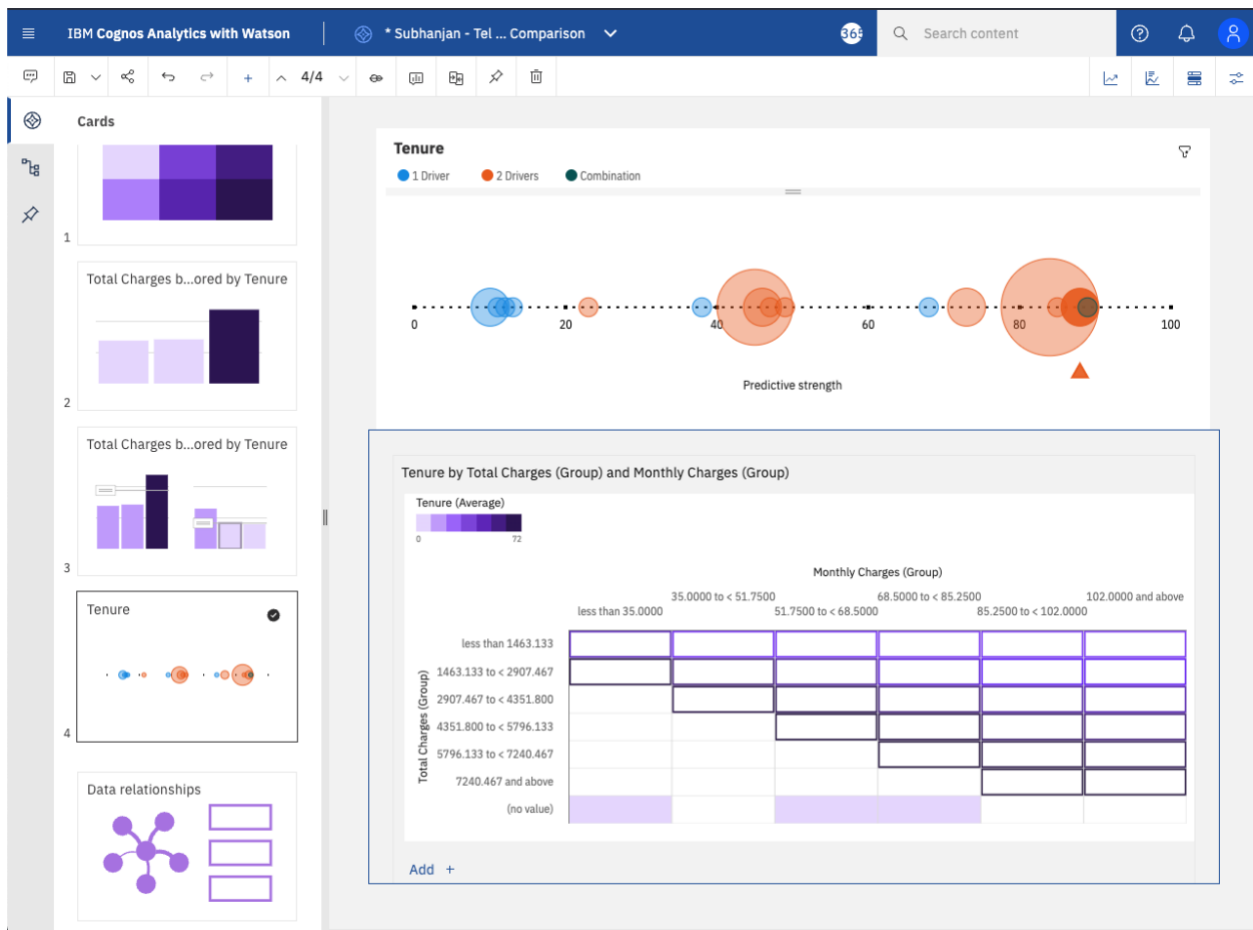 IBM Cognos Analytics with Watson
* Subhanjan - Tel ... Comparison
365
Search content
4/4
Cards
1
Total Charges b...ored by Tenure
2
Total Charges b...ored by Tenure
3
Tenure
4
Data relationships
Tenure
1 Driver 2 Drivers Combination
0 20 40 60 80 100
Predictive strength
Tenure by Total Charges (Group) and Monthly Charges (Group)
Tenure (Average)
0 72
Monthly Charges (Group)
35.0000 to < 51.7500 68.5000 to < 85.2500 102.0000 and above
less than 35.0000 51.7500 to < 68.5000 85.2500 to < 102.0000
Total Charges (Group)
less than 1463.133
1463.133 to < 2907.467
2907.467 to < 4351.800
4351.800 to < 5796.133
5796.133 to < 7240.467
7240.467 and above
(no value)
Add +